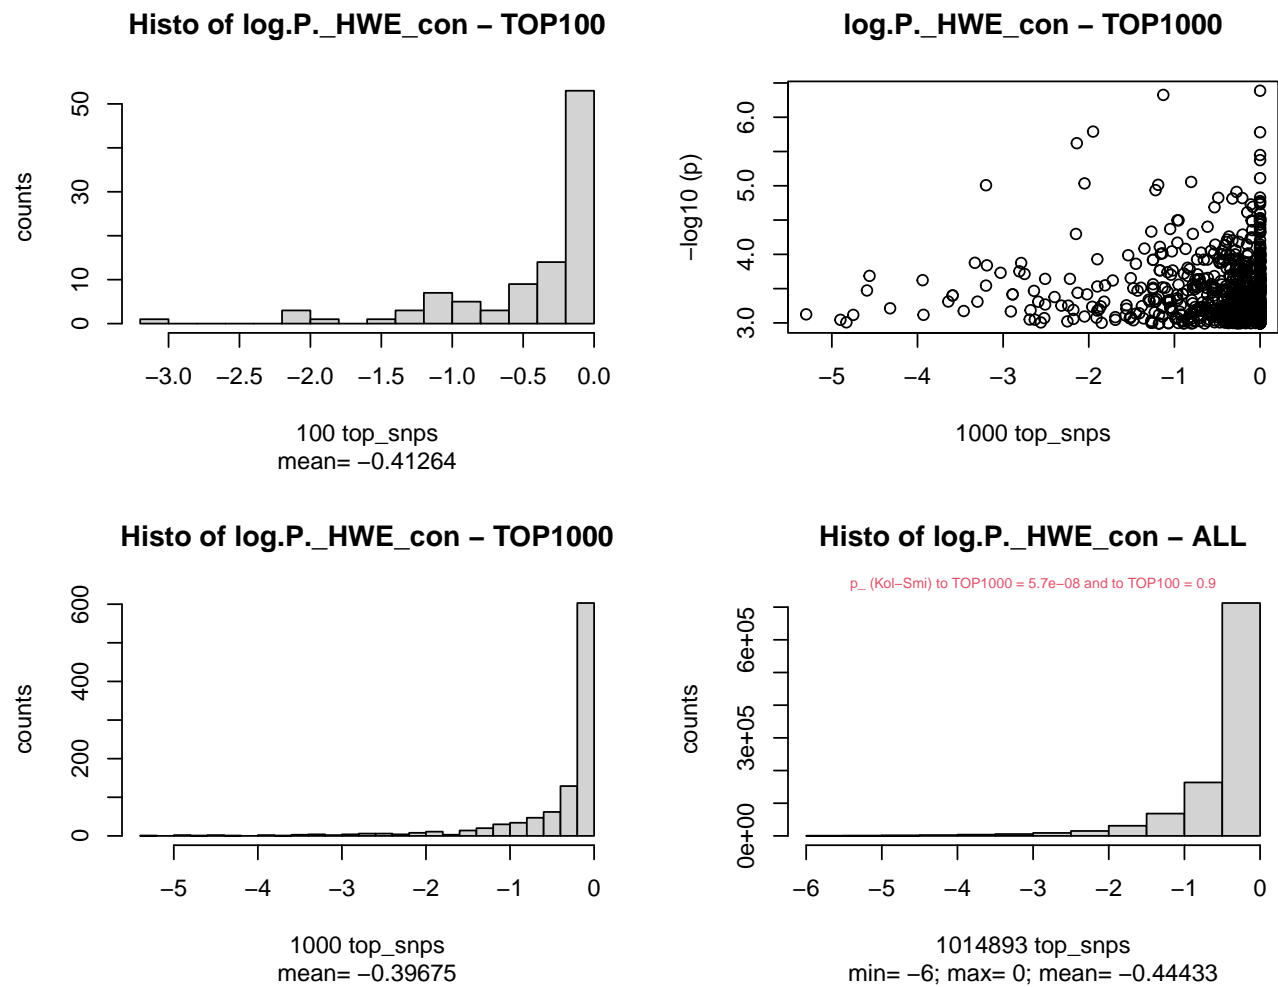 Histo of log.P._HWE_con − TOP100
counts
50
30
10
0
−3.0 −2.5 −2.0 −1.5 −1.0 −0.5 0.0
100 top_snps
mean= −0.41264
log.P._HWE_con − TOP1000
−log10 (p)
6.0
5.0
4.0
3.0
−5 −4 −3 −2 −1 0
1000 top_snps
Histo of log.P._HWE_con − TOP1000
counts
600
400
200
0
−5 −4 −3 −2 −1 0
1000 top_snps
mean= −0.39675
Histo of log.P._HWE_con − ALL
p_ (Kol−Smi) to TOP1000 = 5.7e−08 and to TOP100 = 0.9
counts
6e+05
3e+05
0e+00
−6 −5 −4 −3 −2 −1 0
1014893 top_snps
min= −6; max= 0; mean= −0.44433